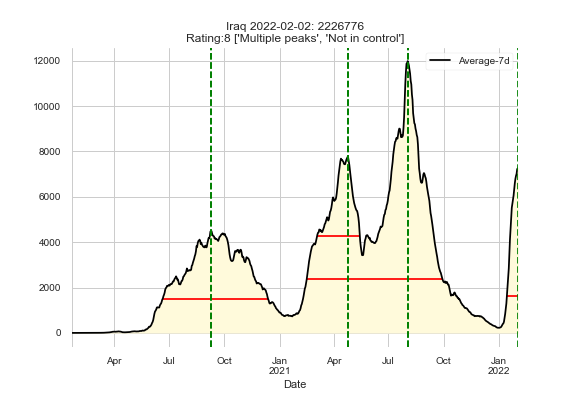 Iraq 2022-02-02: 2226776
Rating:8 ['Multiple peaks', 'Not in control']
Average-7d
12000
10000
8000
6000
4000
2000
0
Apr Jul Oct Jan Apr Jul Oct Jan
2021 2022
Date